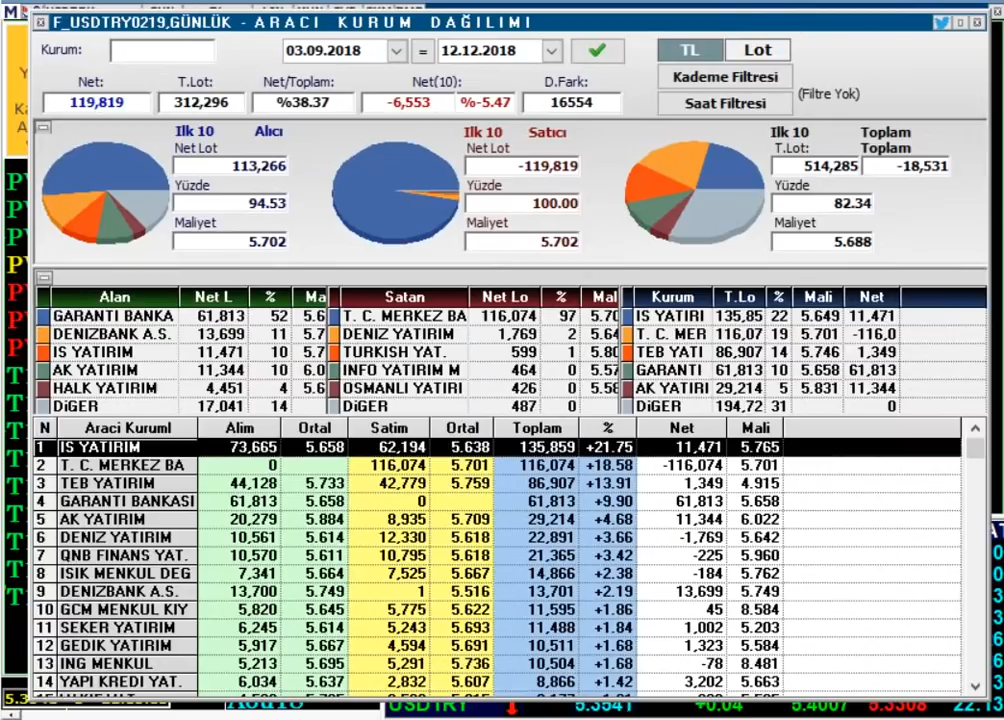 F_USDTRY0219,GÜNLÜK - ARACI KURUM DAĞILIMI
Kurum: 03.09.2018 = 12.12.2018 TL Lot
Kademe Filtresi
Net: T.Lot: Net/Toplam: Net(10): D.Fark:
119,819 312,296 %38.37 -6,553 %-5.47 16554 Saat Filtresi (Filtre Yok)
Ilk 10 Alıcı Ilk 10 Satıcı Ilk 10 Toplam
Net Lot Net Lot T.Lot: Toplam
113,266 -119,819 514,285 -18,531
Yüzde Yüzde Yüzde
94.53 100.00 82.34
Maliyet Maliyet Maliyet
5.702 5.702 5.688
Alan Net L % Ma Satan Net Lo % Mal Kurum T.Lo % Mali Net
GARANTI BANKA 61,813 52 5.6 T. C. MERKEZ BA 116,074 97 5.70 IS YATIRI 135,85 22 5.649 11,471
DENIZBANK A.S. 13,699 11 5.7 DENIZ YATIRIM 1,769 2 5.64 T. C. MER 116,07 19 5.701 -116,0
IS YATIRIM 11,471 10 5.7 TURKISH YAT. 599 1 5.80 TEB YATI 86,907 14 5.746 1,349
AK YATIRIM 11,344 10 6.0 INFO YATIRIM M 464 0 5.57 GARANTI 61,813 10 5.658 61,813
HALK YATIRIM 4,451 4 5.6 OSMANLI YATIRI 426 0 5.58 AK YATIRI 29,214 5 5.831 11,344
DiGER 17,041 14 DiGER 487 0 DiGER 194,72 31 0
N Araci Kuruml Alim Ortal Satim Ortal Toplam % Net Mali
1 IS YATIRIM 73,665 5.658 62,194 5.638 135,859 +21.75 11,471 5.765
2 T. C. MERKEZ BA 0 116,074 5.701 116,074 +18.58 -116,074 5.701
3 TEB YATIRIM 44,128 5.733 42,779 5.759 86,907 +13.91 1,349 4.915
4 GARANTI BANKASI 61,813 5.658 0 61,813 +9.90 61,813 5.658
5 AK YATIRIM 20,279 5.884 8,935 5.709 29,214 +4.68 11,344 6.022
6 DENIZ YATIRIM 10,561 5.614 12,330 5.618 22,891 +3.66 -1,769 5.642
7 QNB FINANS YAT. 10,570 5.611 10,795 5.618 21,365 +3.42 -225 5.960
8 ISIK MENKUL DEG 7,341 5.664 7,525 5.667 14,866 +2.38 -184 5.762
9 DENIZBANK A.S. 13,700 5.749 1 5.516 13,701 +2.19 13,699 5.749
10 GCM MENKUL KIY 5,820 5.645 5,775 5.622 11,595 +1.86 45 8.584
11 SEKER YATIRIM 6,245 5.614 5,243 5.693 11,488 +1.84 1,002 5.203
12 GEDIK YATIRIM 5,917 5.667 4,594 5.691 10,511 +1.68 1,323 5.584
13 ING MENKUL 5,213 5.695 5,291 5.736 10,504 +1.68 -78 8.481
14 YAPI KREDI YAT. 6,034 5.637 2,832 5.607 8,866 +1.42 3,202 5.663
USDTRY 5.3541 +0.04 5.4007 5.3308